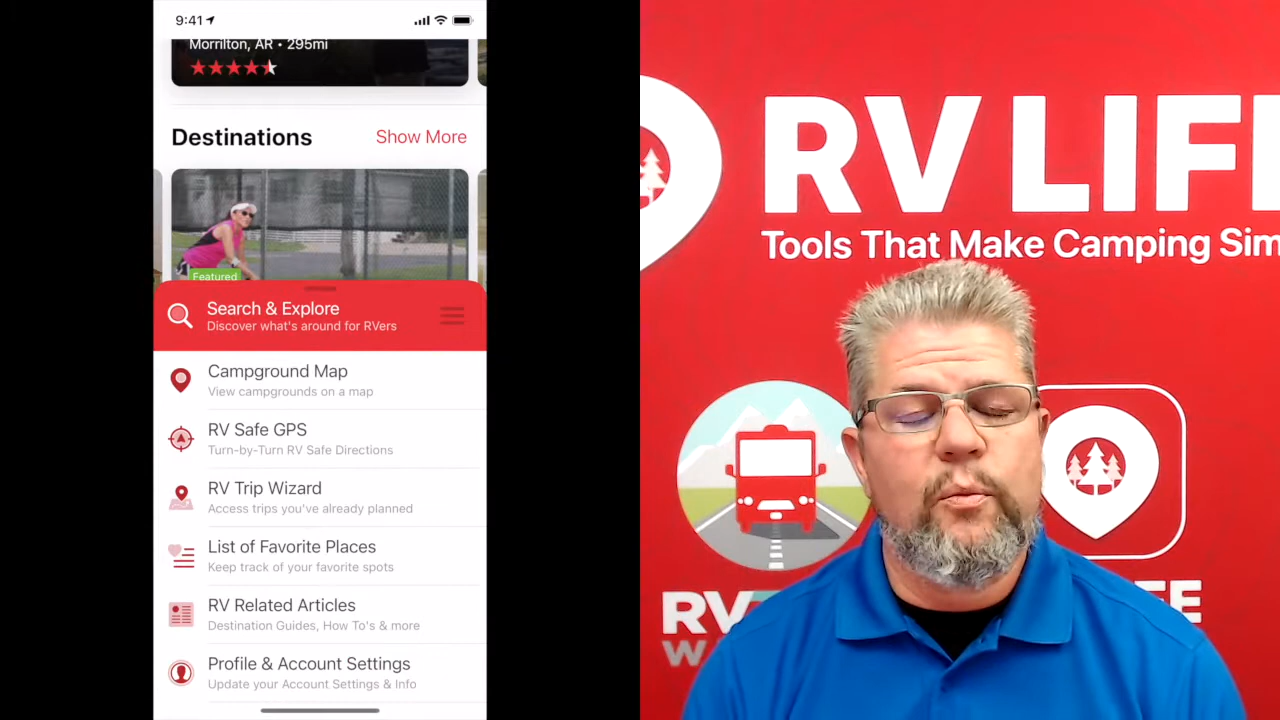 9:41
Morrilton, AR • 295mi
Destinations
Show More
Featured
Search & Explore
Discover what's around for RVers
Campground Map
View campgrounds on a map
RV Safe GPS
Turn-by-Turn RV Safe Directions
RV Trip Wizard
Access trips you've already planned
List of Favorite Places
Keep track of your favorite spots
RV Related Articles
Destination Guides, How To's & more
Profile & Account Settings
Update your Account Settings & Info
RV LIF
Tools That Make Camping Sim
RV
W
FE